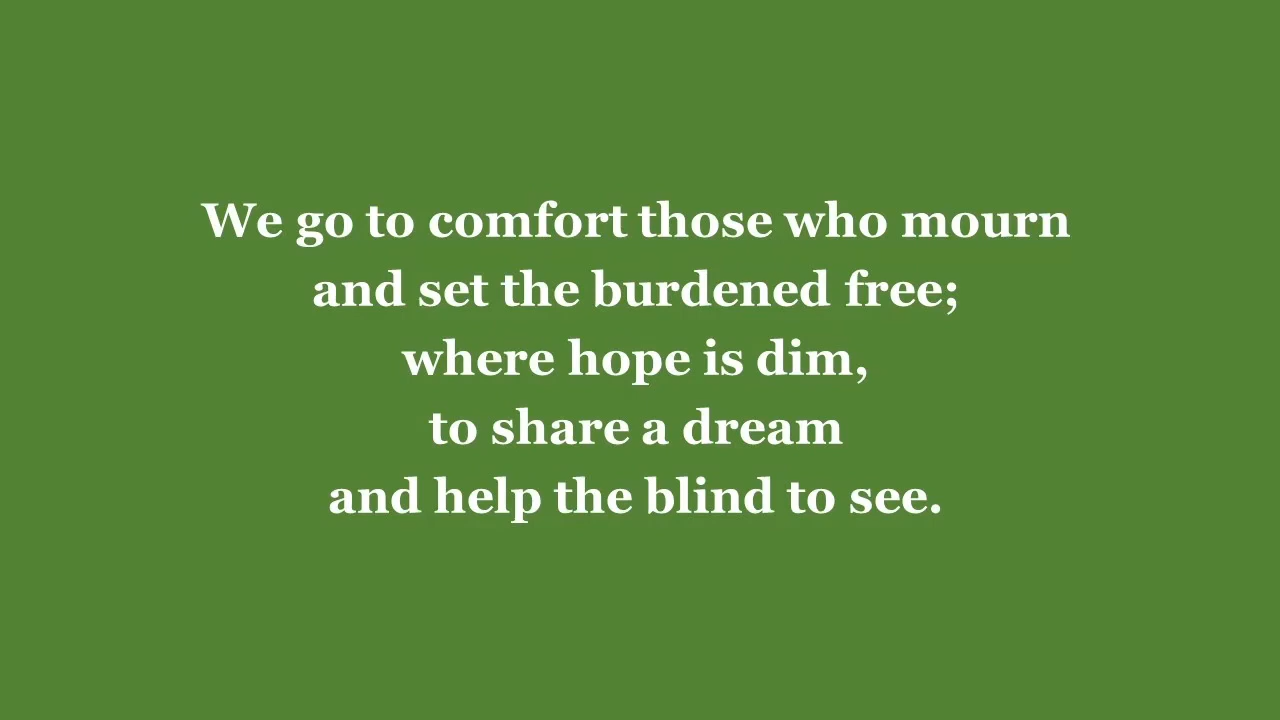 We go to comfort those who mourn
and set the burdened free;
where hope is dim,
to share a dream
and help the blind to see.